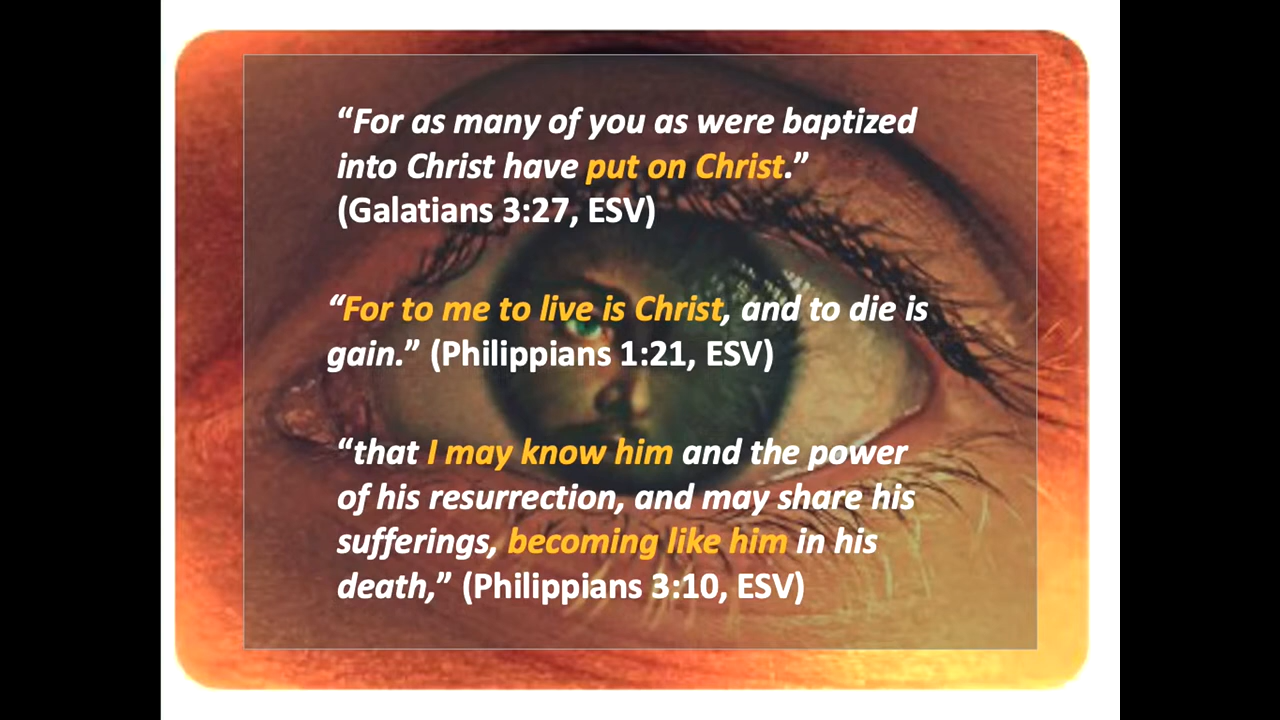 “For as many of you as were baptized
into Christ have put on Christ.”
(Galatians 3:27, ESV)
“For to me to live is Christ, and to die is
gain.” (Philippians 1:21, ESV)
“that I may know him and the power
of his resurrection, and may share his
sufferings, becoming like him in his
death,” (Philippians 3:10, ESV)